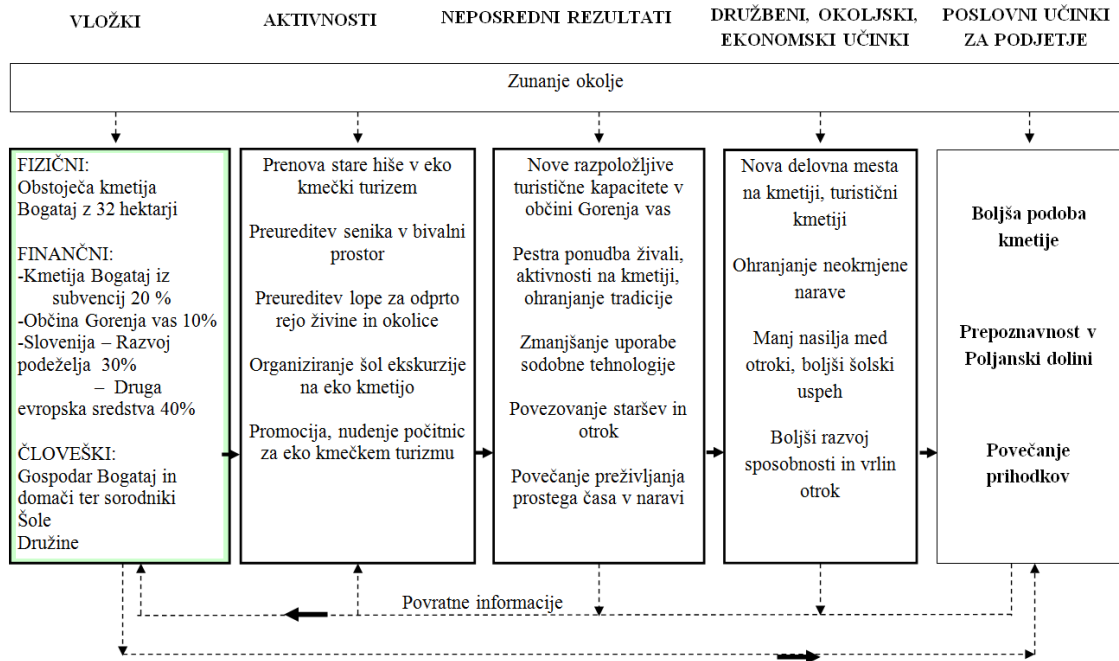 VLOŽKI
AKTIVNOSTI
NEPOSREDNI REZULTATI
DRUŽBENI, OKOLJSKI,
EKONOMSKI UČINKI
POSLOVNI UČINKI
ZA PODJETJE
Zunanje okolje
FIZIČNI:
Obstoječa kmetija
Bogataj z 32 hektarji
FINANČNI:
-Kmetija Bogataj iz
subvencij 20 %
-Občina Gorenja vas 10%
-Slovenija – Razvoj
podeželja 30%
– Druga
evropska sredstva 40%
ČLOVEŠKI:
Gospodar Bogataj in
domači ter sorodniki
Šole
Družine
Prenova stare hiše v eko
kmečki turizem
Preureditev senika v bivalni
prostor
Preureditev lope za odprto
rejo živine in okolice
Organiziranje šol ekskurzije
na eko kmetijo
Promocija, nudenje počitnic
za eko kmečkem turizmu
Nove razpoložljive
turistične kapacitete v
občini Gorenja vas
Pestra ponudba živali,
aktivnosti na kmetiji,
ohranjanje tradicije
Zmanjšanje uporabe
sodobne tehnologije
Povezovanje staršev in
otrok
Povečanje preživljanja
prostega časa v naravi
Nova delovna mesta
na kmetiji, turistični
kmetiji
Ohranjanje neokrnjene
narave
Manj nasilja med
otroki, boljši šolski
uspeh
Boljši razvoj
sposobnosti in vrlin
otrok
Boljša podoba
kmetije
Prepoznavnost v
Poljanski dolini
Povečanje
prihodkov
Povratne informacije